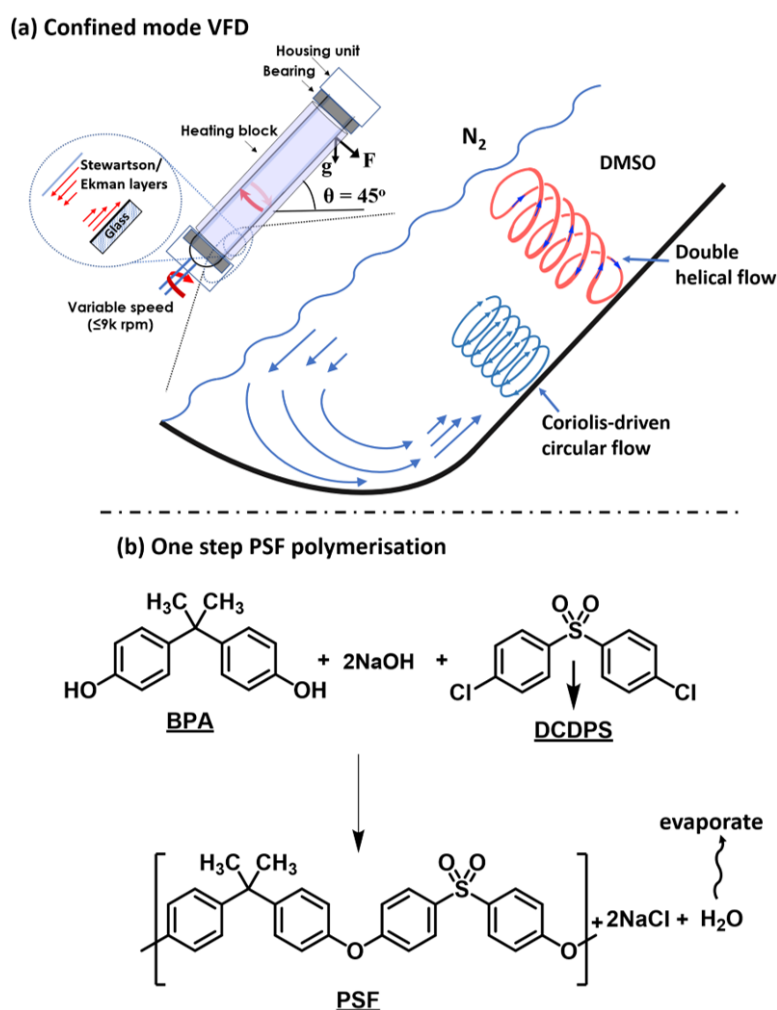 (a) Confined mode VFD
Housing unit
Bearing
Heating block
N₂
DMSO
g
F
θ = 45°
Stewartson/
Ekman layers
Glass
Variable speed
(≤9k rpm)
Double
helical flow
Coriolis-driven
circular flow
(b) One step PSF polymerisation
H₃C CH₃
HO
OH
BPA
+ 2NaOH +
O O
S
Cl
Cl
DCDPS
evaporate
H₃C CH₃
O O
S
O
O
+ 2NaCl + H₂O
PSF